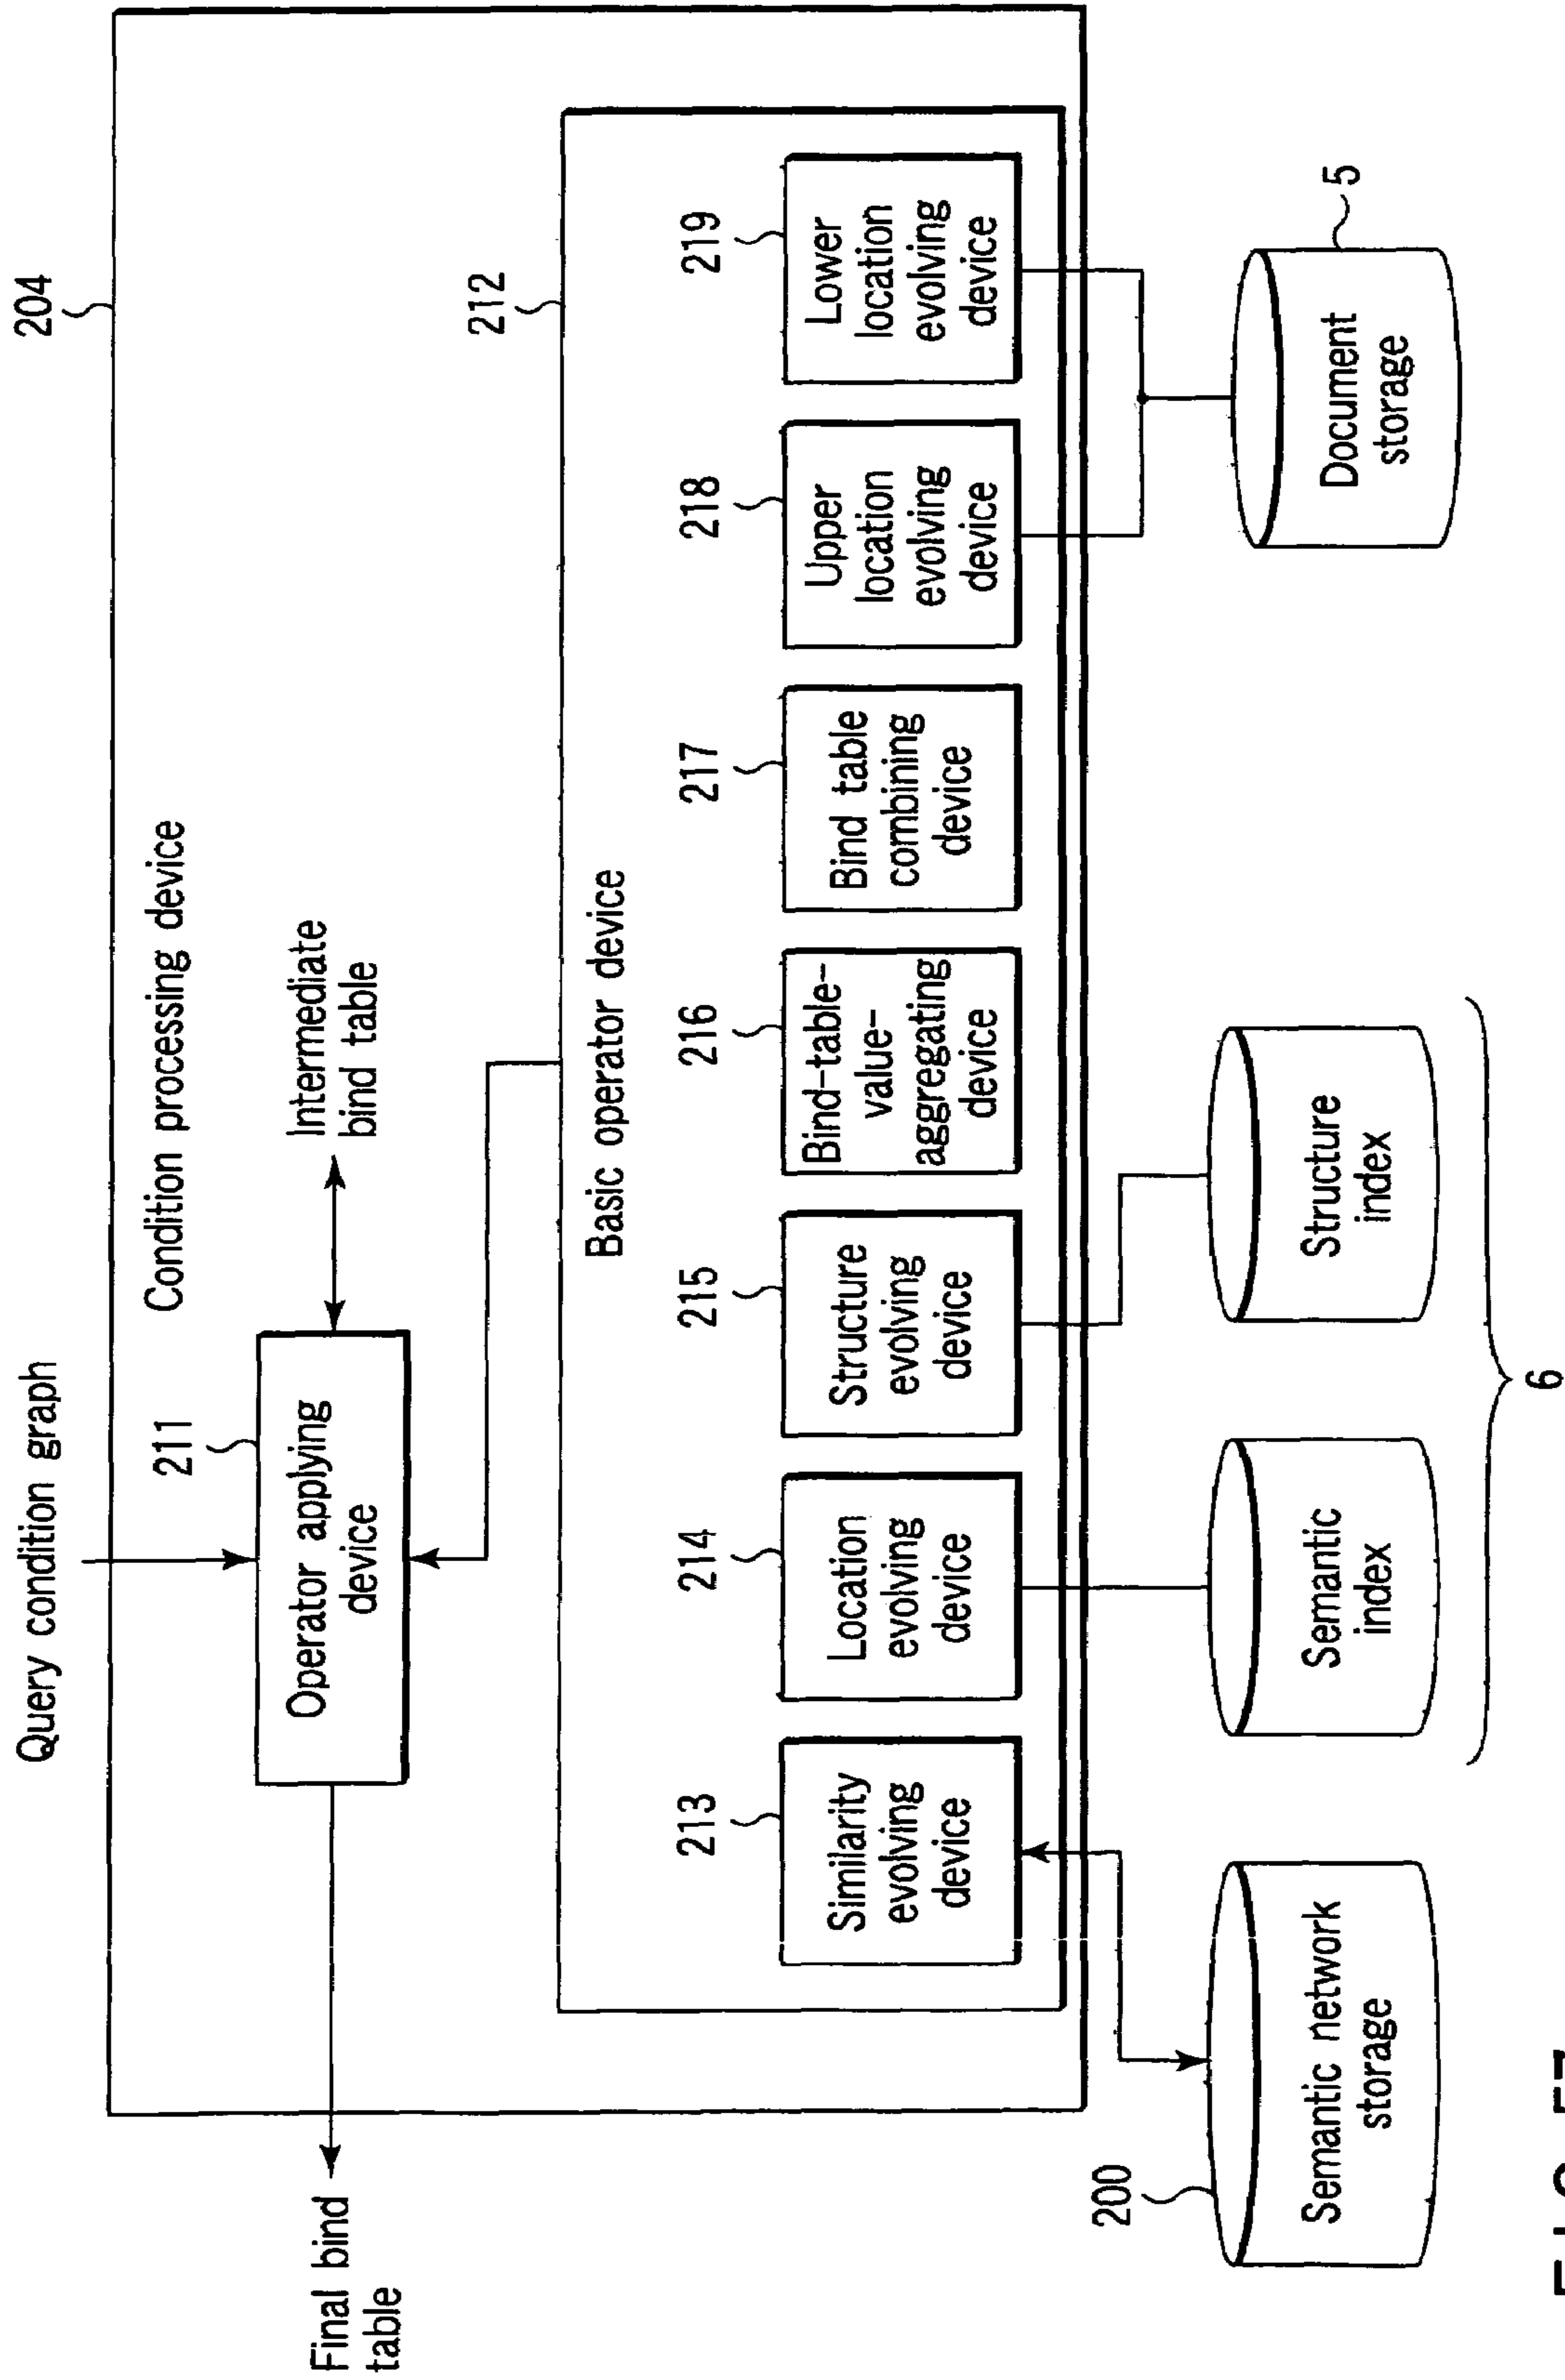 Query condition graph
204
Condition processing device
211
Operator applying
device
Intermediate
bind table
Final bind
table
212
Basic operator device
213
Similarity
evolving
device
214
Location
evolving
device
215
Structure
evolving
device
216
Bind-table-
value-
aggregating
device
217
Bind table
combining
device
218
Upper
location
evolving
device
219
Lower
location
evolving
device
200
Semantic network
storage
Semantic
index
Structure
index
6
Document
storage
5